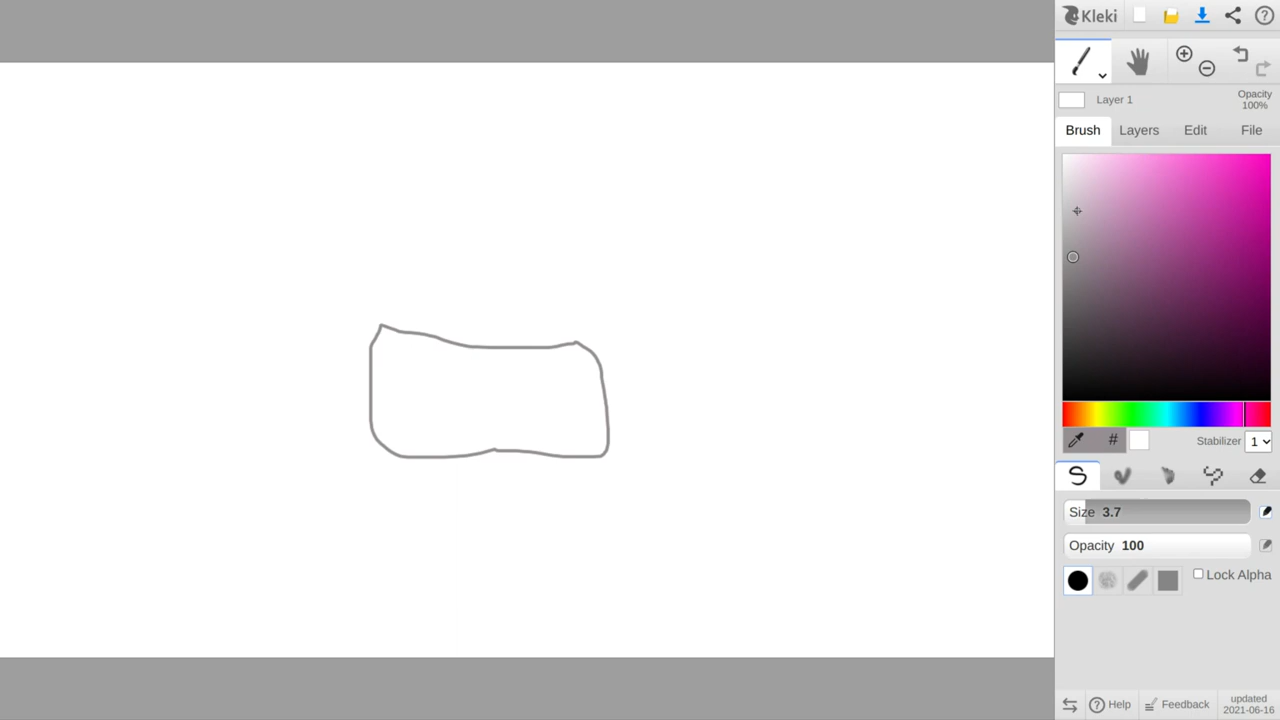 Kleki
Layer 1
Opacity
100%
Brush Layers Edit File
# Stabilizer 1
Size 3.7
Opacity 100
Lock Alpha
Help Feedback updated
2021-06-16